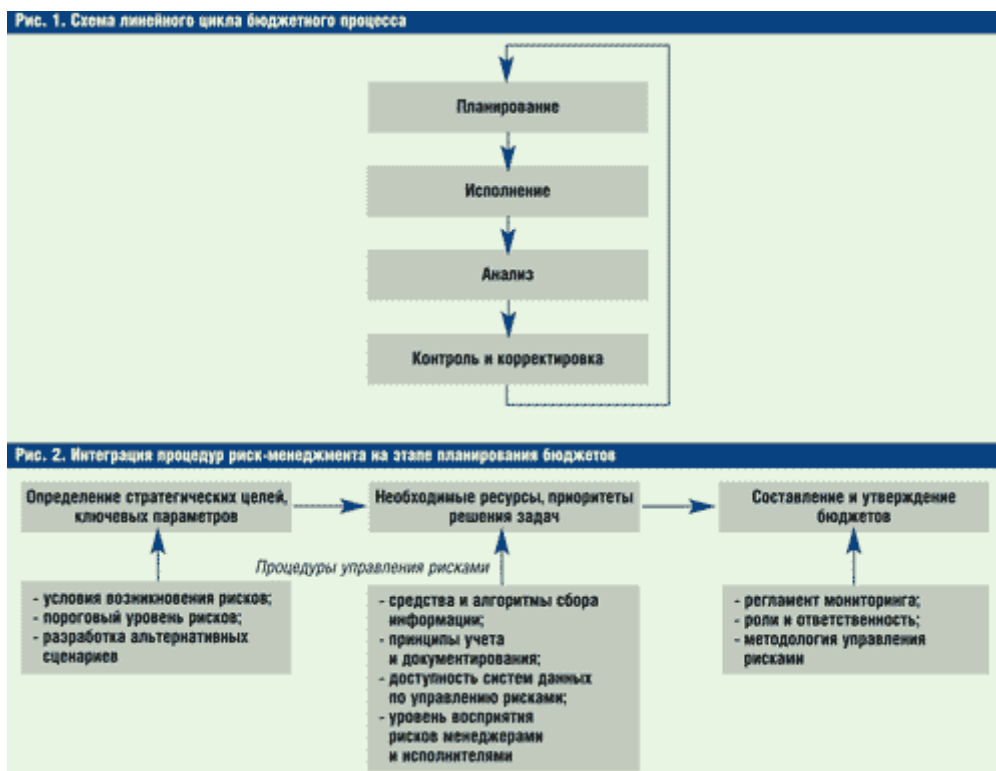 Рис. 1. Схема линейного цикла бюджетного процесса
Планирование
Исполнение
Анализ
Контроль и корректировка
Рис. 2. Интеграция процедур риск-менеджмента на этапе планирования бюджетов
Определение стратегических целей,
ключевых параметров
Необходимые ресурсы, приоритеты
решения задач
Составление и утверждение
бюджетов
Процедуры управления рисками
- условия возникновения рисков;
- пороговый уровень рисков;
- разработка альтернативных
сценариев
- средства и алгоритмы сбора
информации;
- принципы учета
и документирования;
- доступность систем данных
по управлению рисками;
- уровень восприятия
рисков менеджерами
и исполнителями
- регламент мониторинга;
- роли и ответственность;
- методология управления
рисками